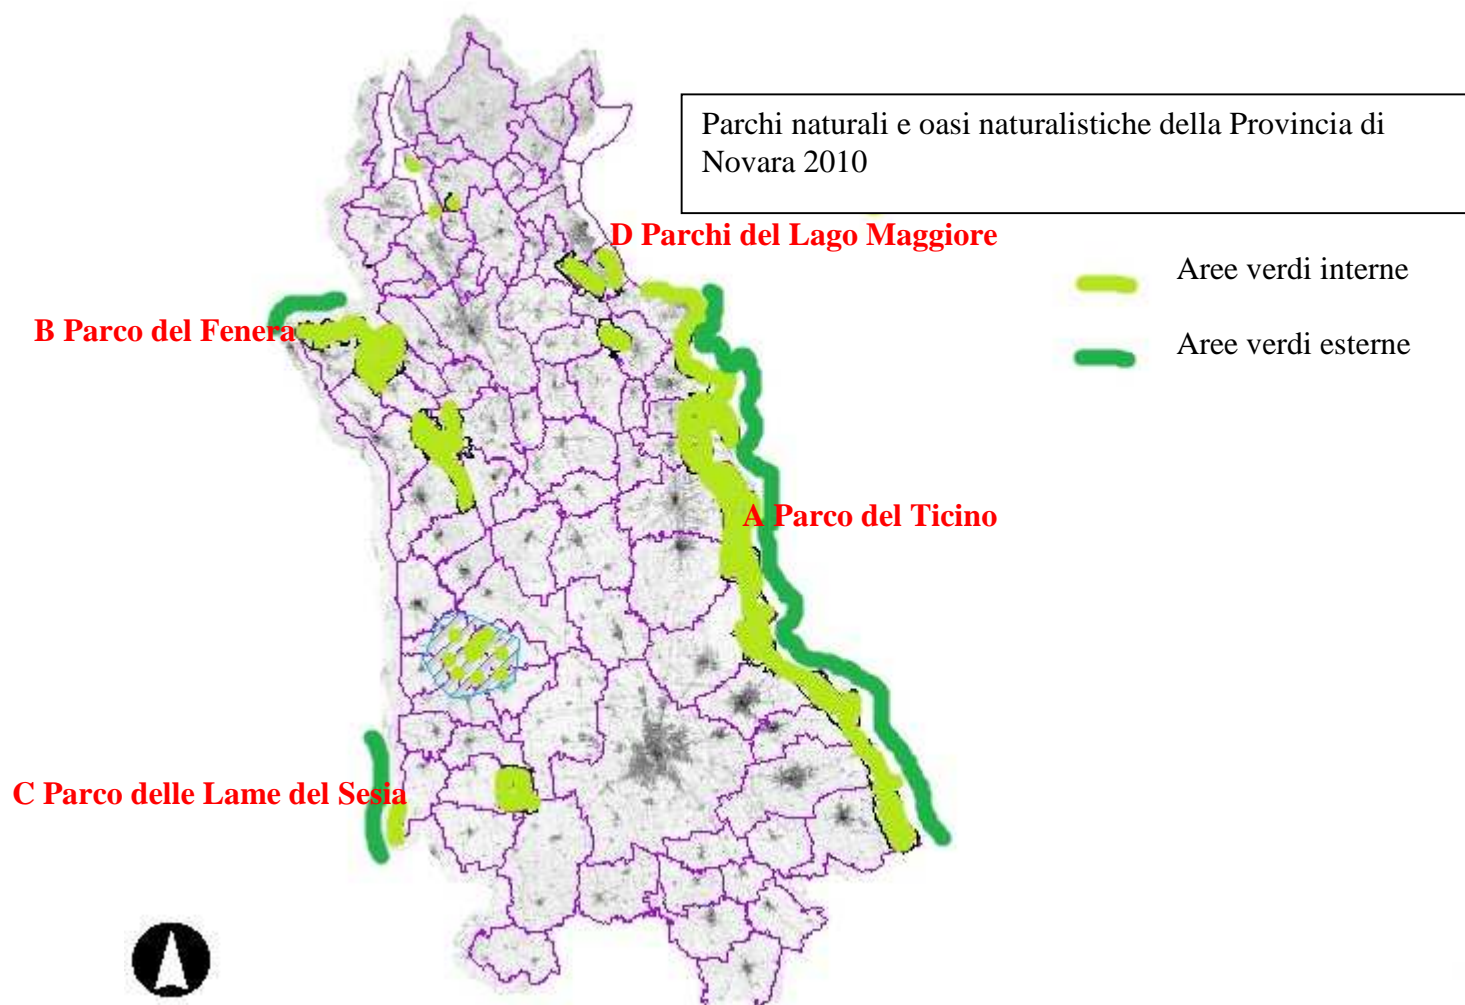 Parchi naturali e oasi naturalistiche della Provincia di
Novara 2010
D Parchi del Lago Maggiore
Aree verdi interne
B Parco del Fenera
Aree verdi esterne
A Parco del Ticino
C Parco delle Lame del Sesia